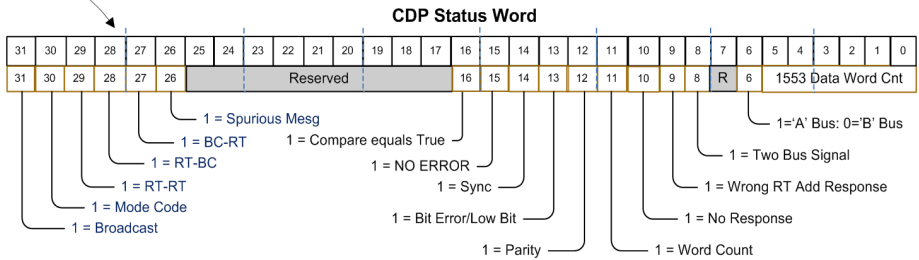 CDP Status Word
31 30 29 28 27 26 25 24 23 22 21 20 19 18 17 16 15 14 13 12 11 10 9 8 7 6 5 4 3 2 1 0
31 30 29 28 27 26 Reserved 16 15 14 13 12 11 10 9 8 R 6 1553 Data Word Cnt
1 = Spurious Mesg
1='A' Bus: 0='B' Bus
1 = BC-RT
1 = Compare equals True
1 = RT-BC
1 = NO ERROR
1 = Two Bus Signal
1 = RT-RT
1 = Sync
1 = Wrong RT Add Response
1 = Mode Code
1 = Bit Error/Low Bit
1 = No Response
1 = Broadcast
1 = Parity
1 = Word Count